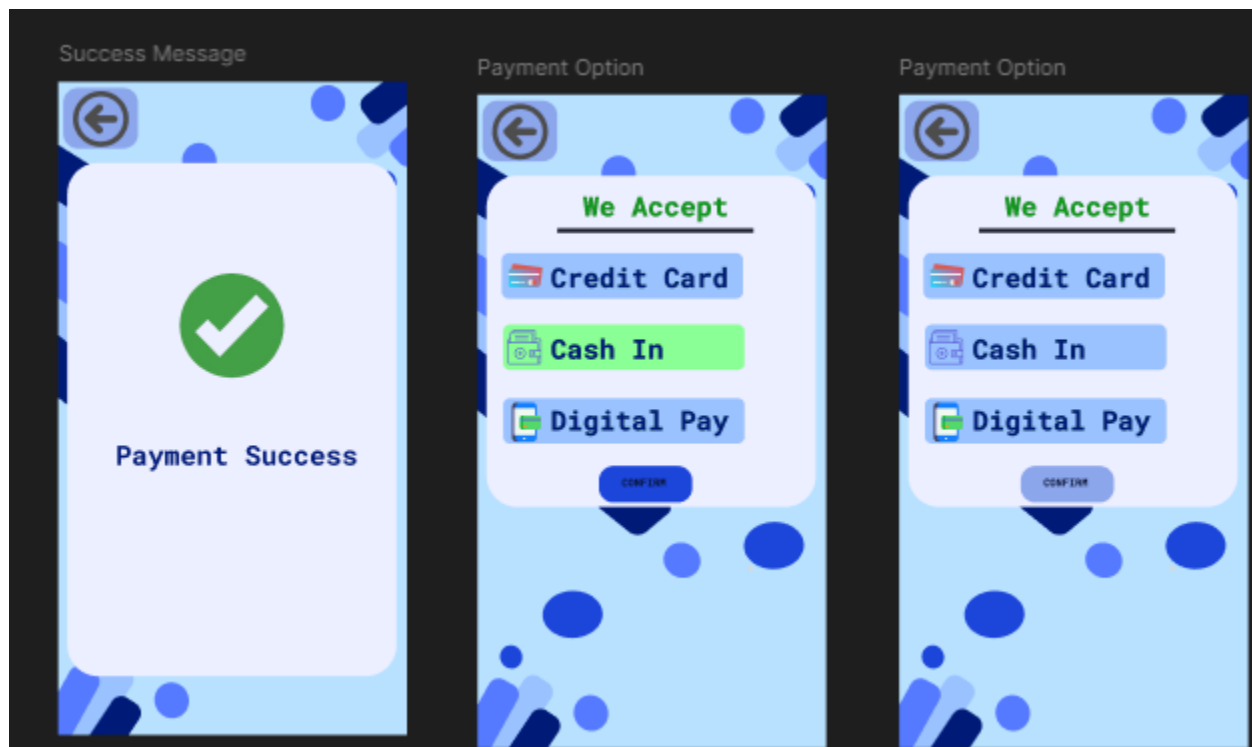 Success Message
Payment Success
Payment Option
We Accept
Credit Card
Cash In
Digital Pay
CONFIRM
Payment Option
We Accept
Credit Card
Cash In
Digital Pay
CONFIRM